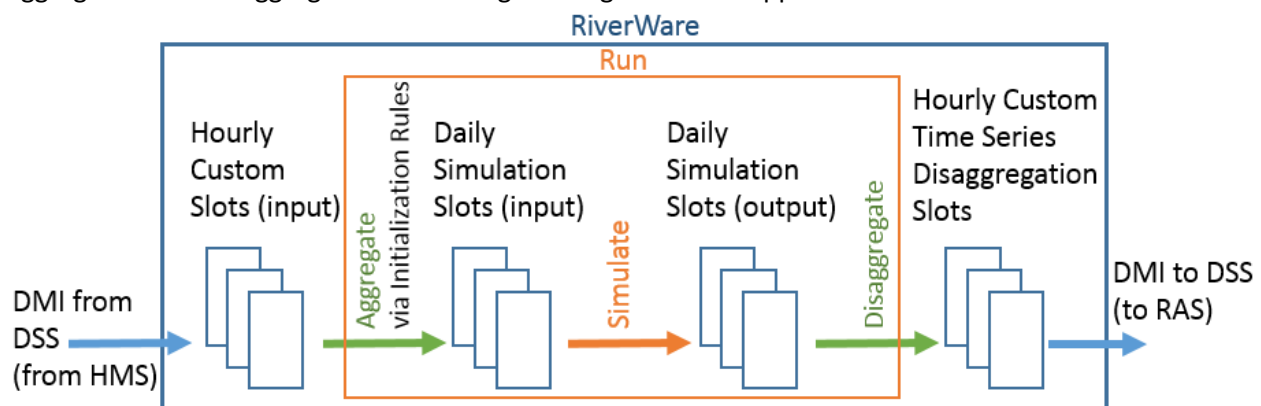 RiverWare
Run
Hourly
Custom
Slots (input)
Aggregate
via Initialization Rules
Daily
Simulation
Slots (input)
Simulate
Daily
Simulation
Slots (output)
Disaggregate
Hourly Custom
Time Series
Disaggregation
Slots
DMI from
DSS
(from HMS)
DMI to DSS
(to RAS)